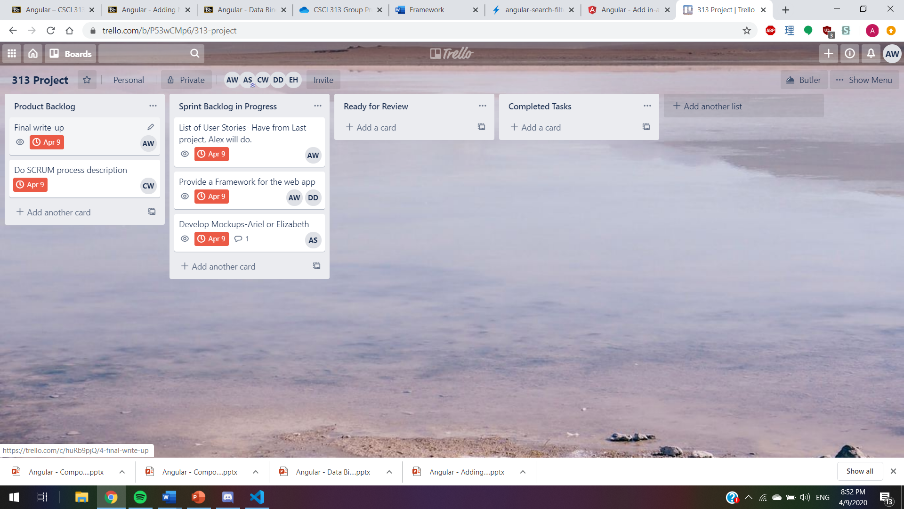 Angular – CSCI 31
Angular - Adding
Angular - Data Bin
CSCI 313 Group P
Framework
angular-search-filt
Angular - Add in-a
313 Project | Trello
trello.com/b/P53wCMp6/313-project
Boards
Trello
AW
313 Project
Personal
Private
AW AS CW DD EH
Invite
Butler
Show Menu
Product Backlog
Final write-up
Apr 9
AW
Do SCRUM process description
Apr 9
CW
Add another card
Sprint Backlog in Progress
List of User Stories - Have from Last
project, Alex will do.
Apr 9
AW
Provide a Framework for the web app
Apr 9
AW DD
Develop Mockups-Ariel or Elizabeth
Apr 9
1
AS
Add another card
Ready for Review
Add a card
Completed Tasks
Add a card
Add another list
https://trello.com/c/huRb9pjQ/4-final-write-up
Angular - Compo....pptx
Angular - Compo....pptx
Angular - Data Bi....pptx
Angular - Adding....pptx
Show all
ENG
8:52 PM
4/9/2020
13